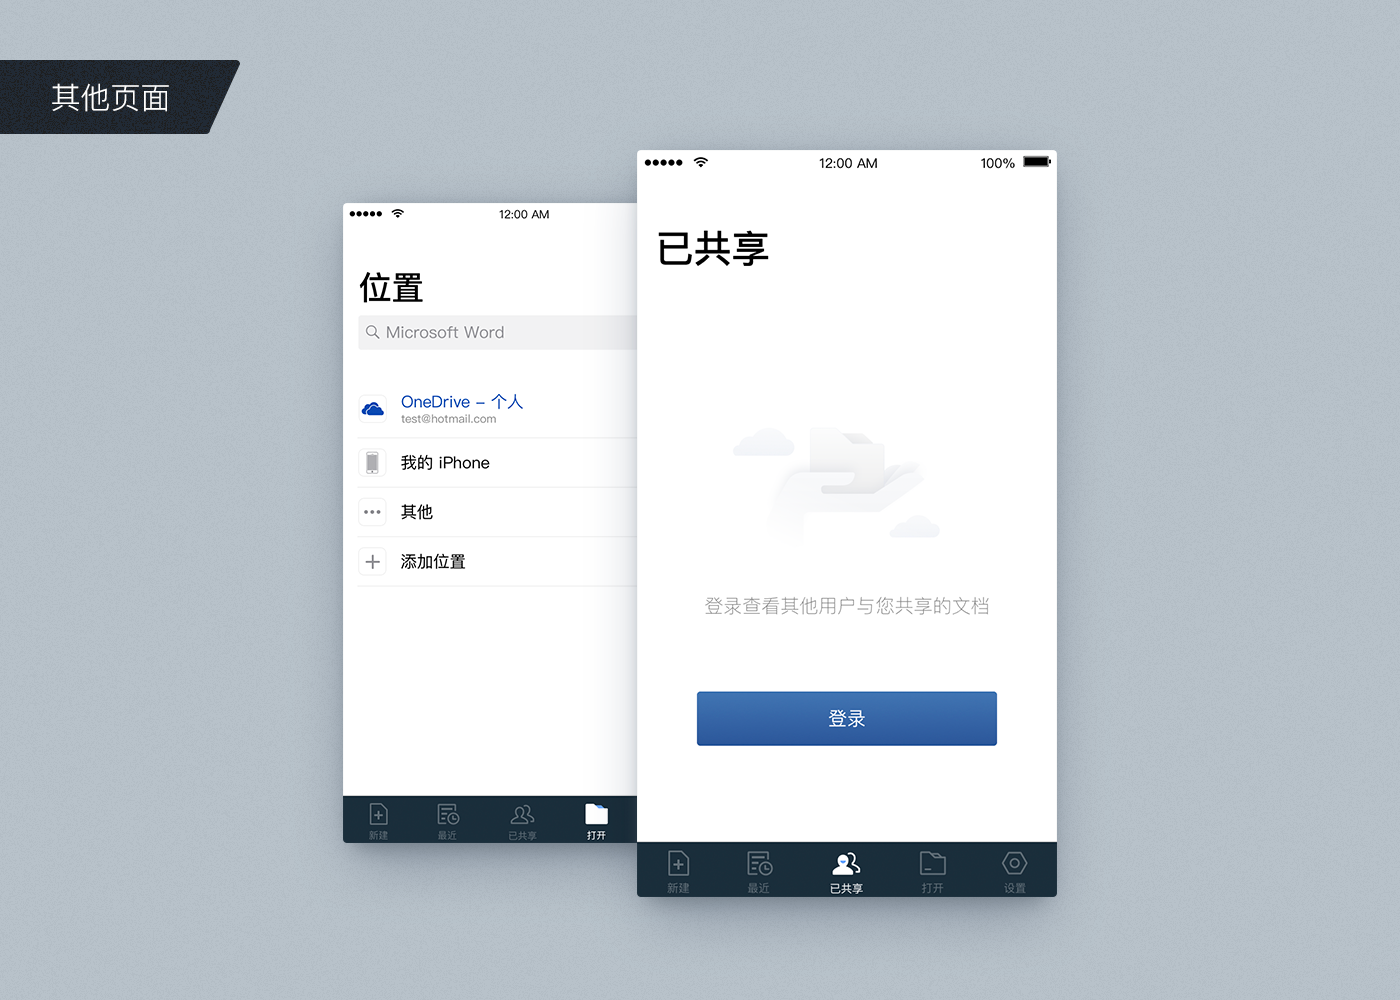 其他页面
12:00 AM
位置
Microsoft Word
OneDrive – 个人
test@hotmail.com
我的 iPhone
其他
添加位置
新建
最近
已共享
打开
12:00 AM
100%
已共享
登录查看其他用户与您共享的文档
登录
新建
最近
已共享
打开
设置